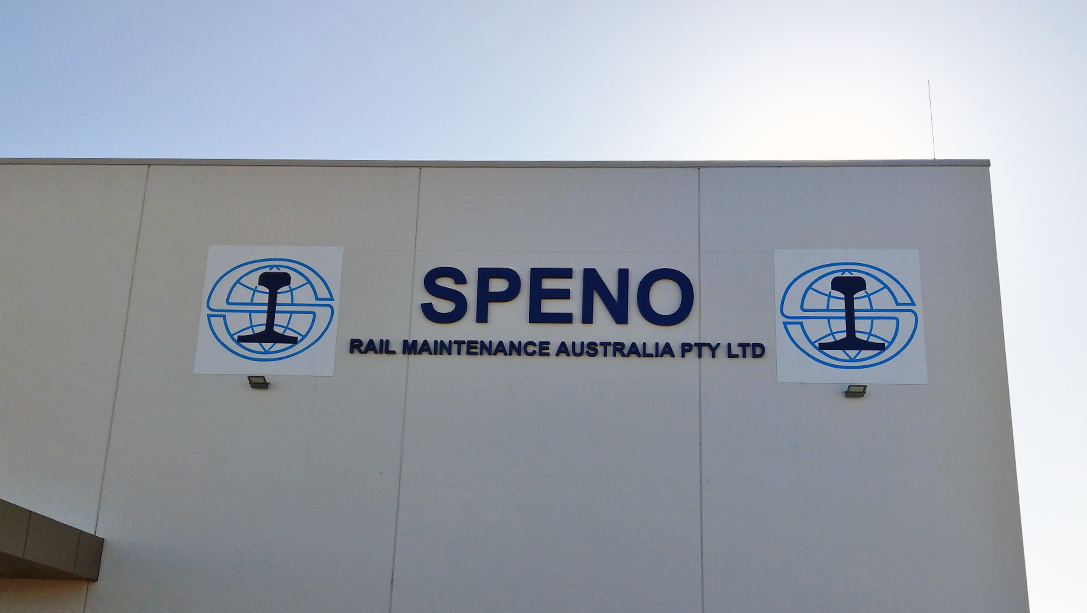 SPENO
RAIL MAINTENANCE AUSTRALIA PTY LTD